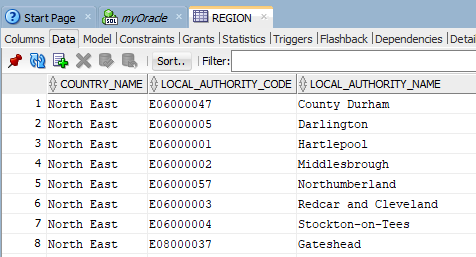 Start Page myOracle REGION
Columns Data Model Constraints Grants Statistics Triggers Flashback Dependencies Detai
Sort.. Filter:
COUNTRY_NAME LOCAL_AUTHORITY_CODE LOCAL_AUTHORITY_NAME
1 North East E06000047 County Durham
2 North East E06000005 Darlington
3 North East E06000001 Hartlepool
4 North East E06000002 Middlesbrough
5 North East E06000057 Northumberland
6 North East E06000003 Redcar and Cleveland
7 North East E06000004 Stockton-on-Tees
8 North East E08000037 Gateshead